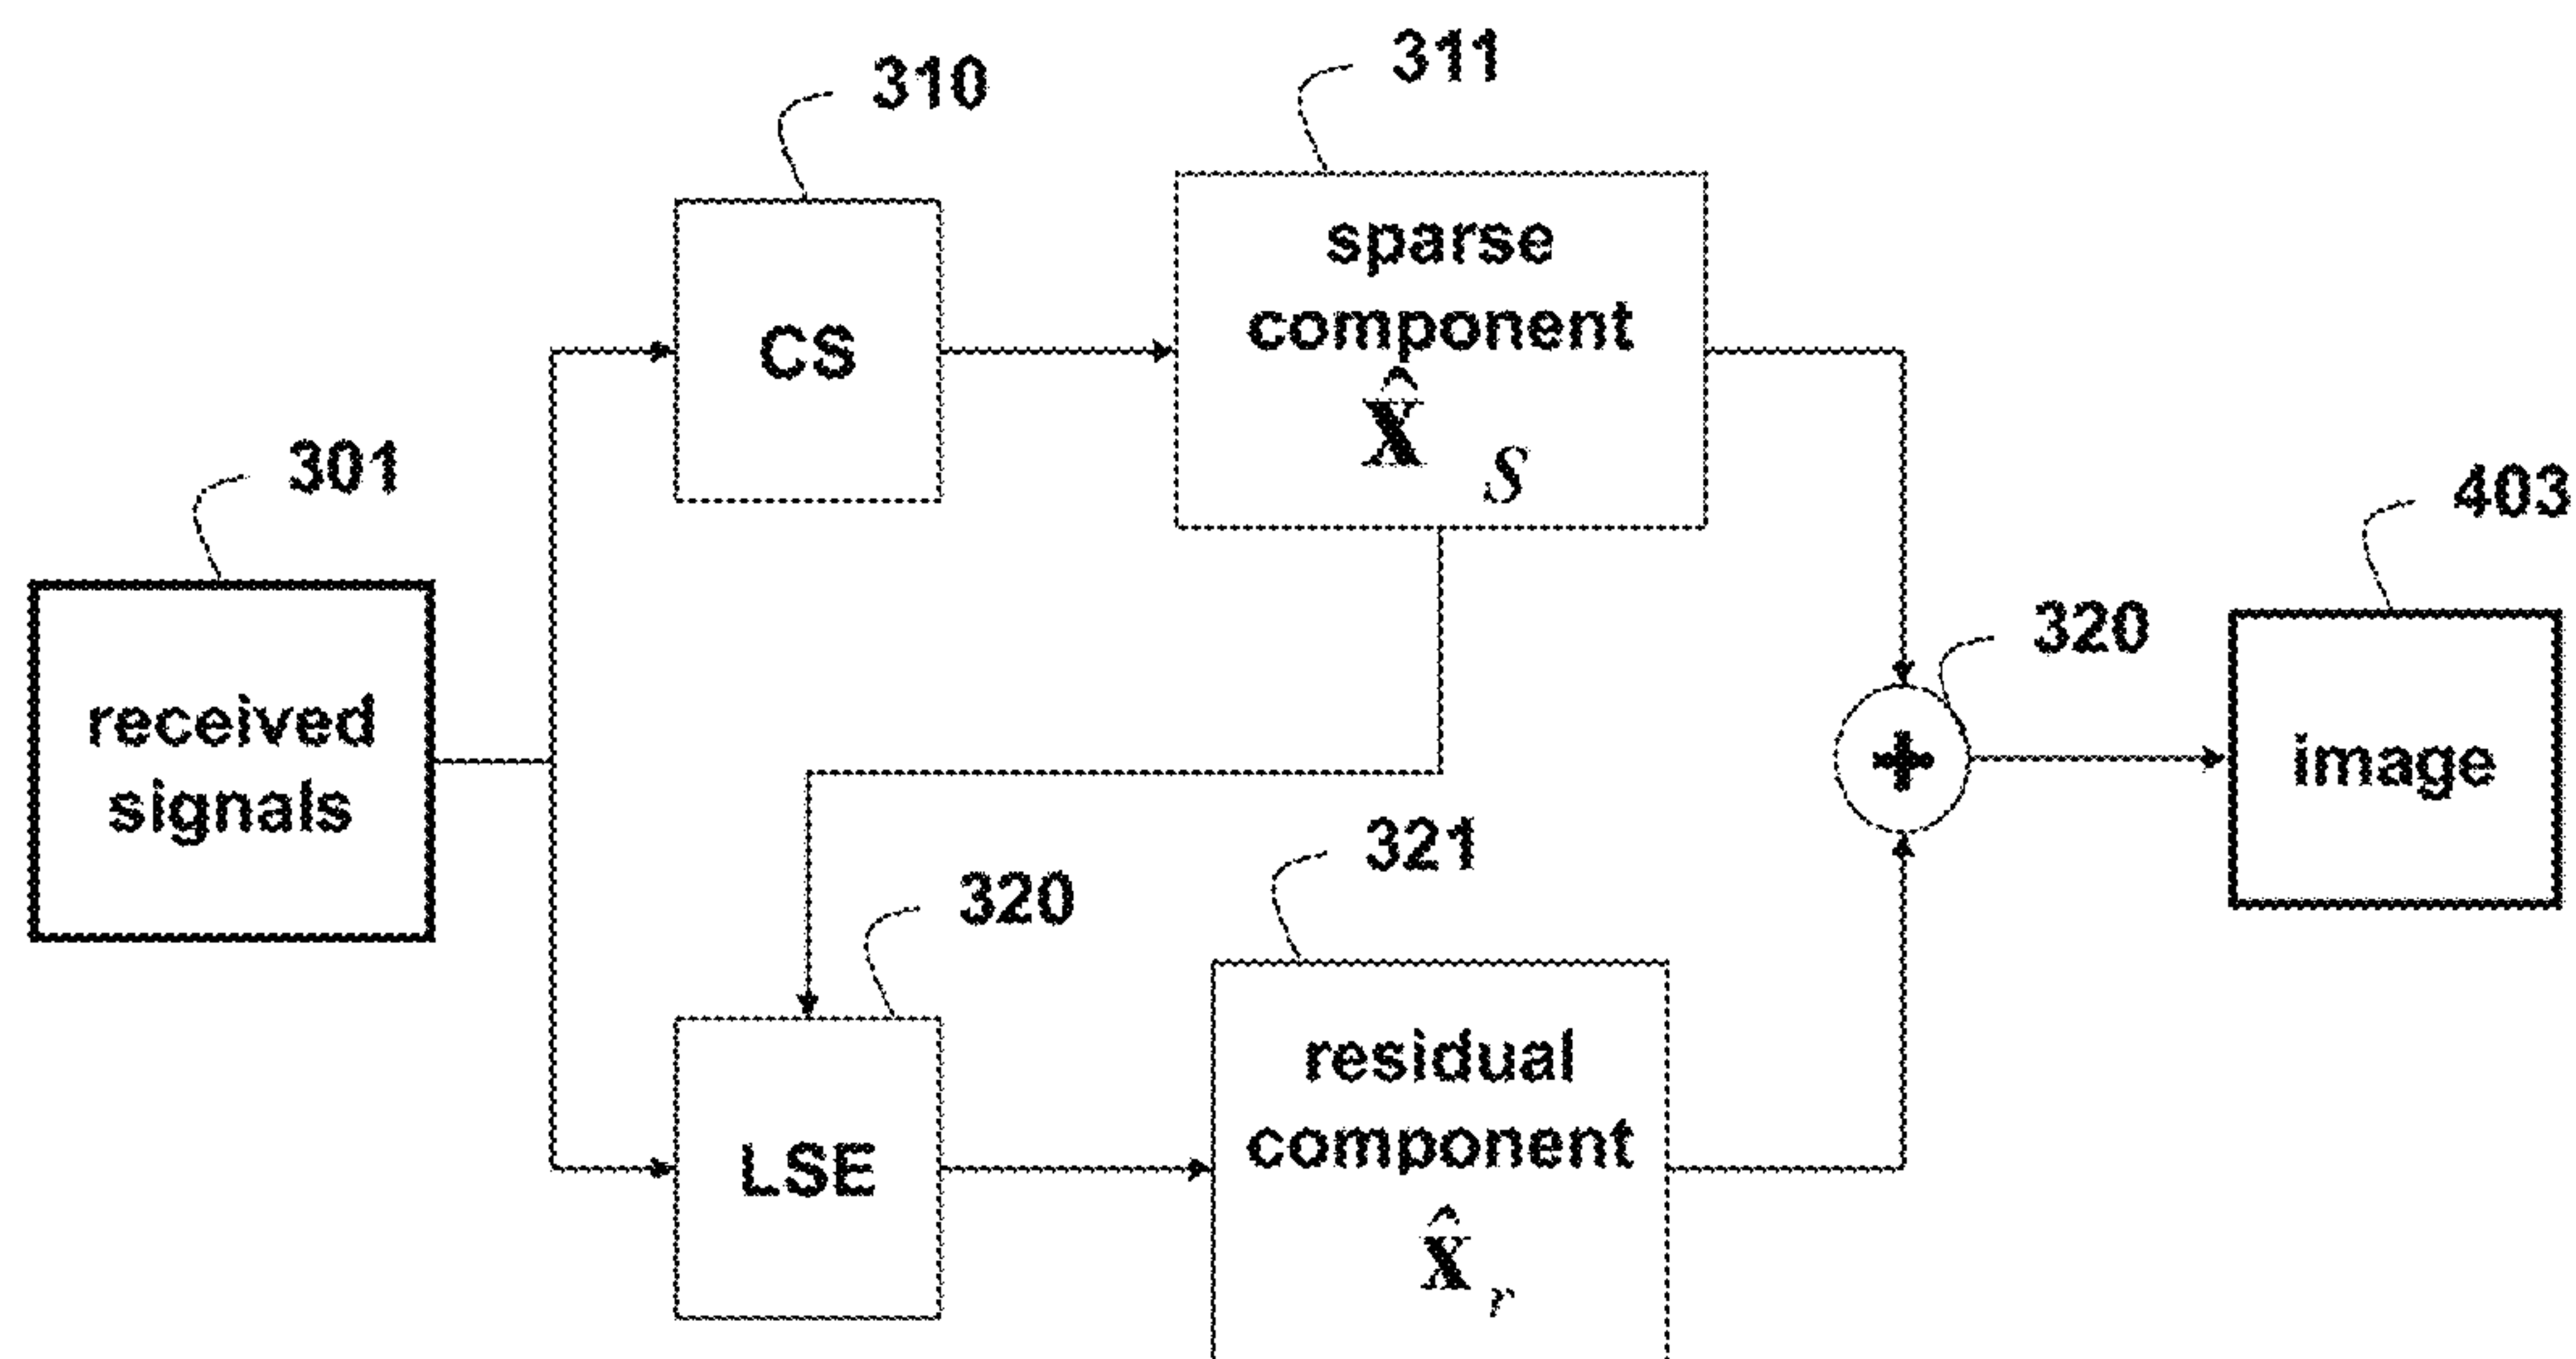 311
310
sparse
component
X̂ S
CS
301
403
received
signals
320
image
321
320
residual
component
X̂ r
LSE
+